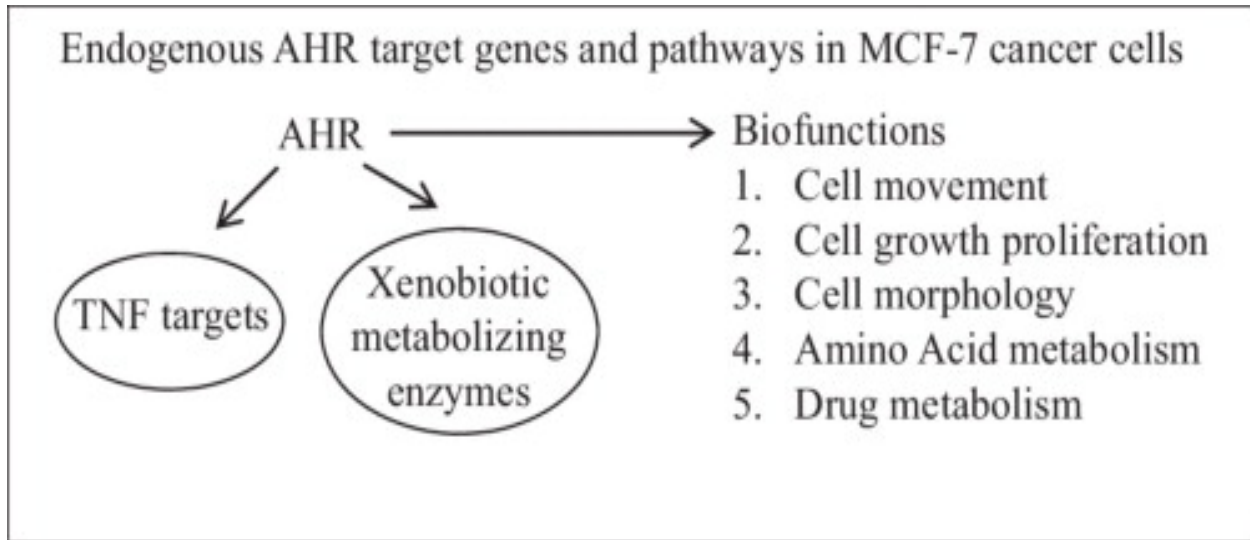 Endogenous AHR target genes and pathways in MCF-7 cancer cells
AHR
TNF targets
Xenobiotic
metabolizing
enzymes
Biofunctions
1. Cell movement
2. Cell growth proliferation
3. Cell morphology
4. Amino Acid metabolism
5. Drug metabolism